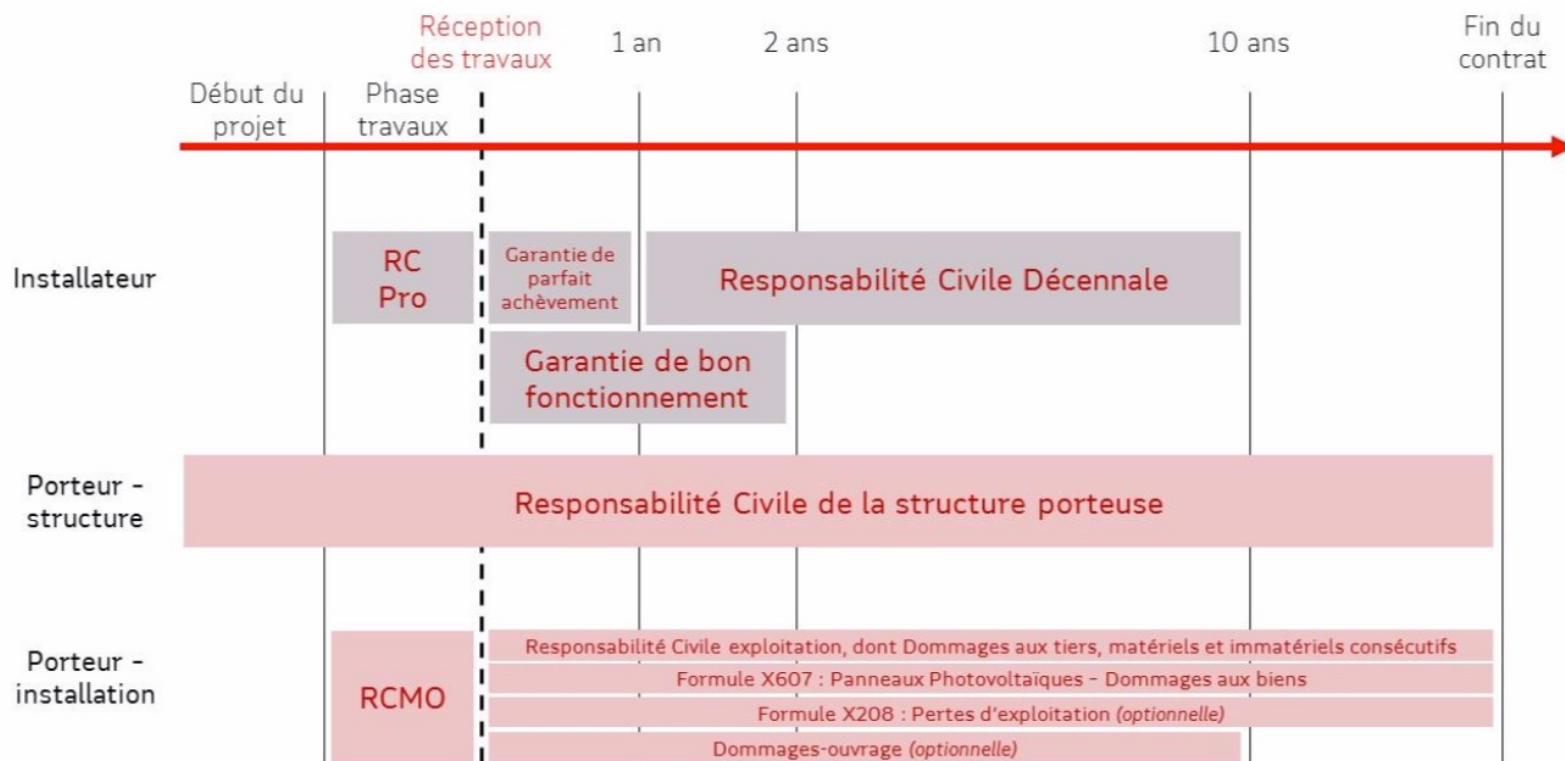 Réception
des travaux
1 an
2 ans
10 ans
Fin du
contrat
Début du
projet
Phase
travaux
Installateur
RC
Pro
Garantie de
parfait
achèvement
Responsabilité Civile Décennale
Garantie de bon
fonctionnement
Porteur -
structure
Responsabilité Civile de la structure porteuse
Porteur -
installation
RCMO
Responsabilité Civile exploitation, dont Dommages aux tiers, matériels et immatériels consécutifs
Formule X607 : Panneaux Photovoltaïques - Dommages aux biens
Formule X208 : Pertes d'exploitation (optionnelle)
Dommages-ouvrage (optionnelle)